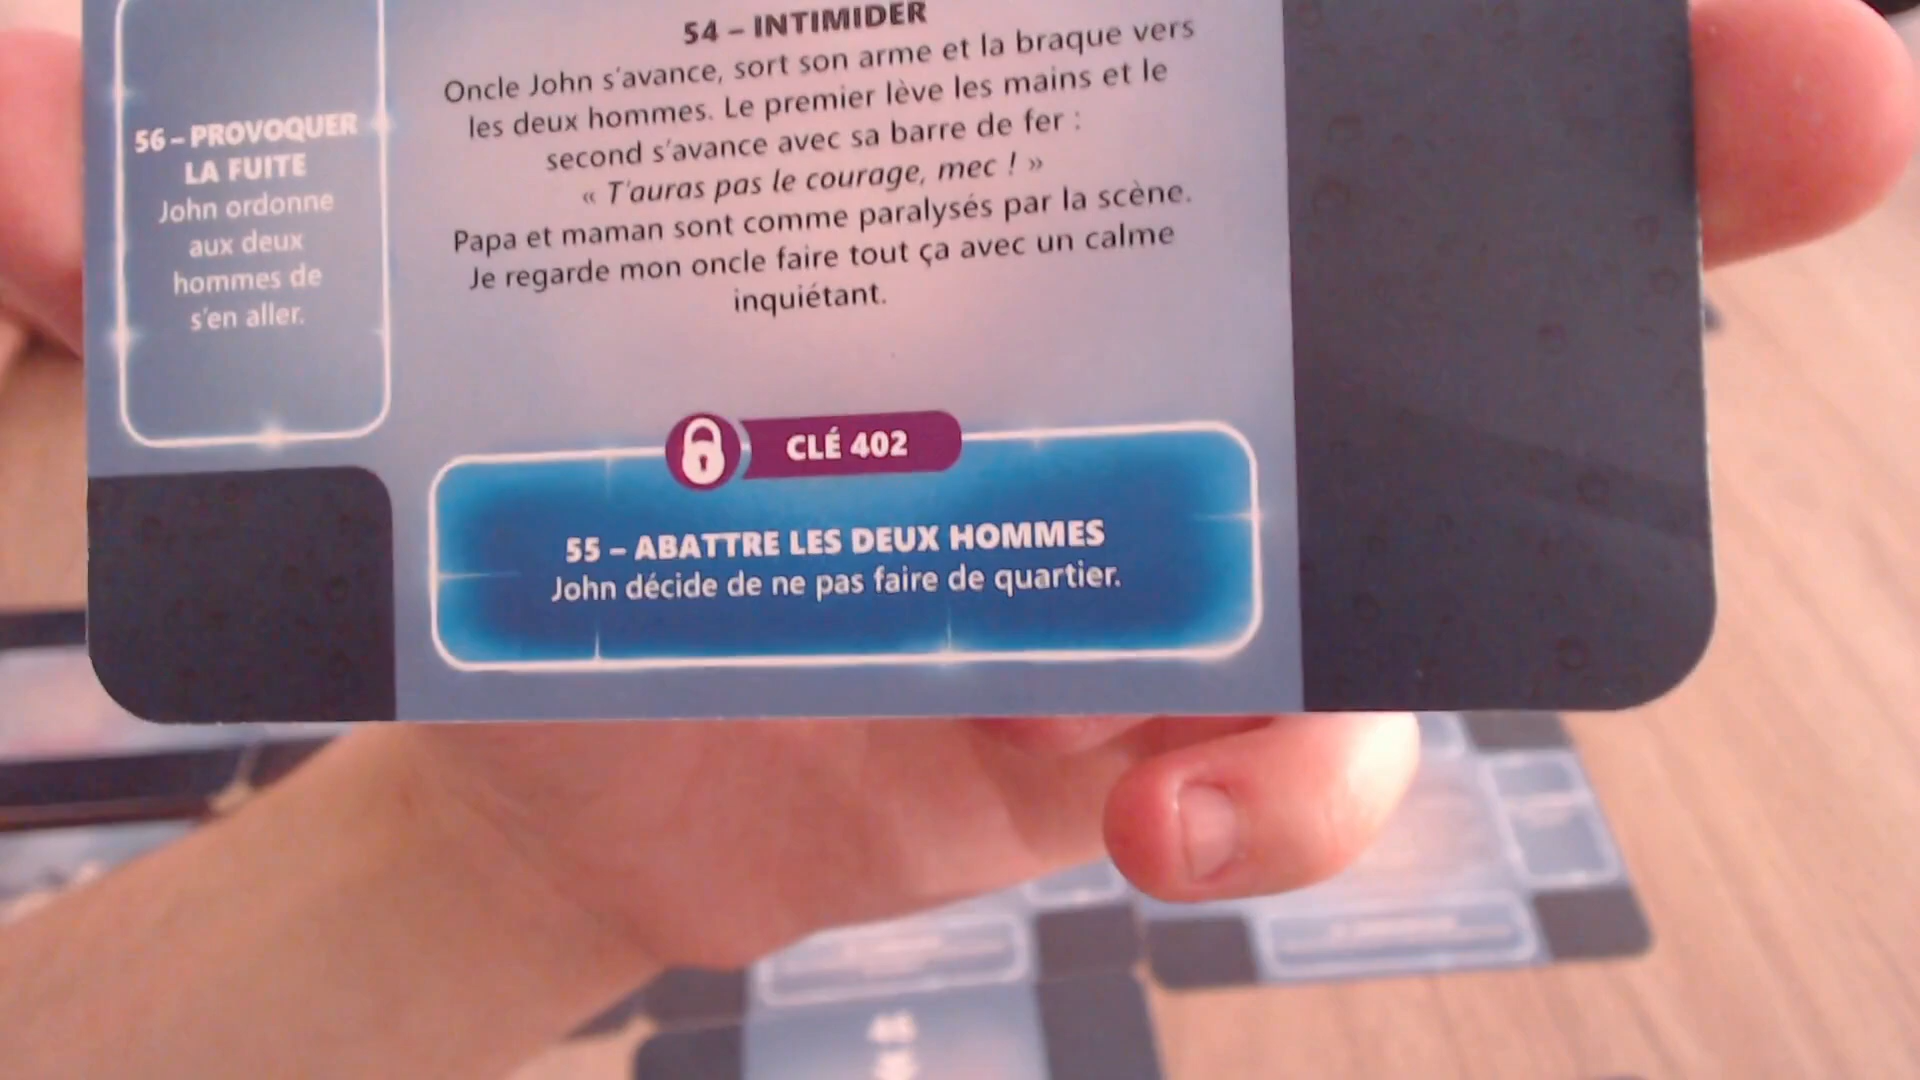 54 – INTIMIDER
Oncle John s'avance, sort son arme et la braque vers
les deux hommes. Le premier lève les mains et le
second s'avance avec sa barre de fer :
« T'auras pas le courage, mec ! »
Papa et maman sont comme paralysés par la scène.
Je regarde mon oncle faire tout ça avec un calme
inquiétant.
56 – PROVOQUER
LA FUITE
John ordonne
aux deux
hommes de
s'en aller.
CLÉ 402
55 – ABATTRE LES DEUX HOMMES
John décide de ne pas faire de quartier.